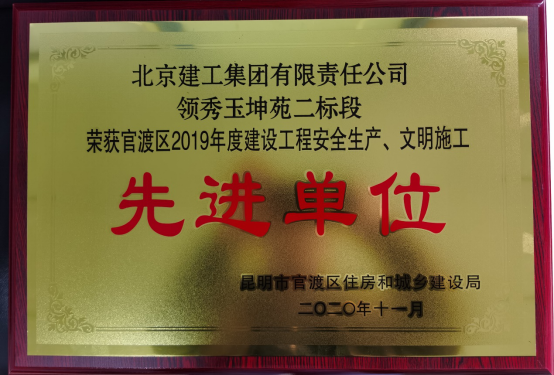 北京建工集团有限责任公司
领秀玉坤苑二标段
荣获官渡区2019年度建设工程安全生产、文明施工
先进单位
昆明市官渡区住房和城乡建设局
二〇二〇年十一月